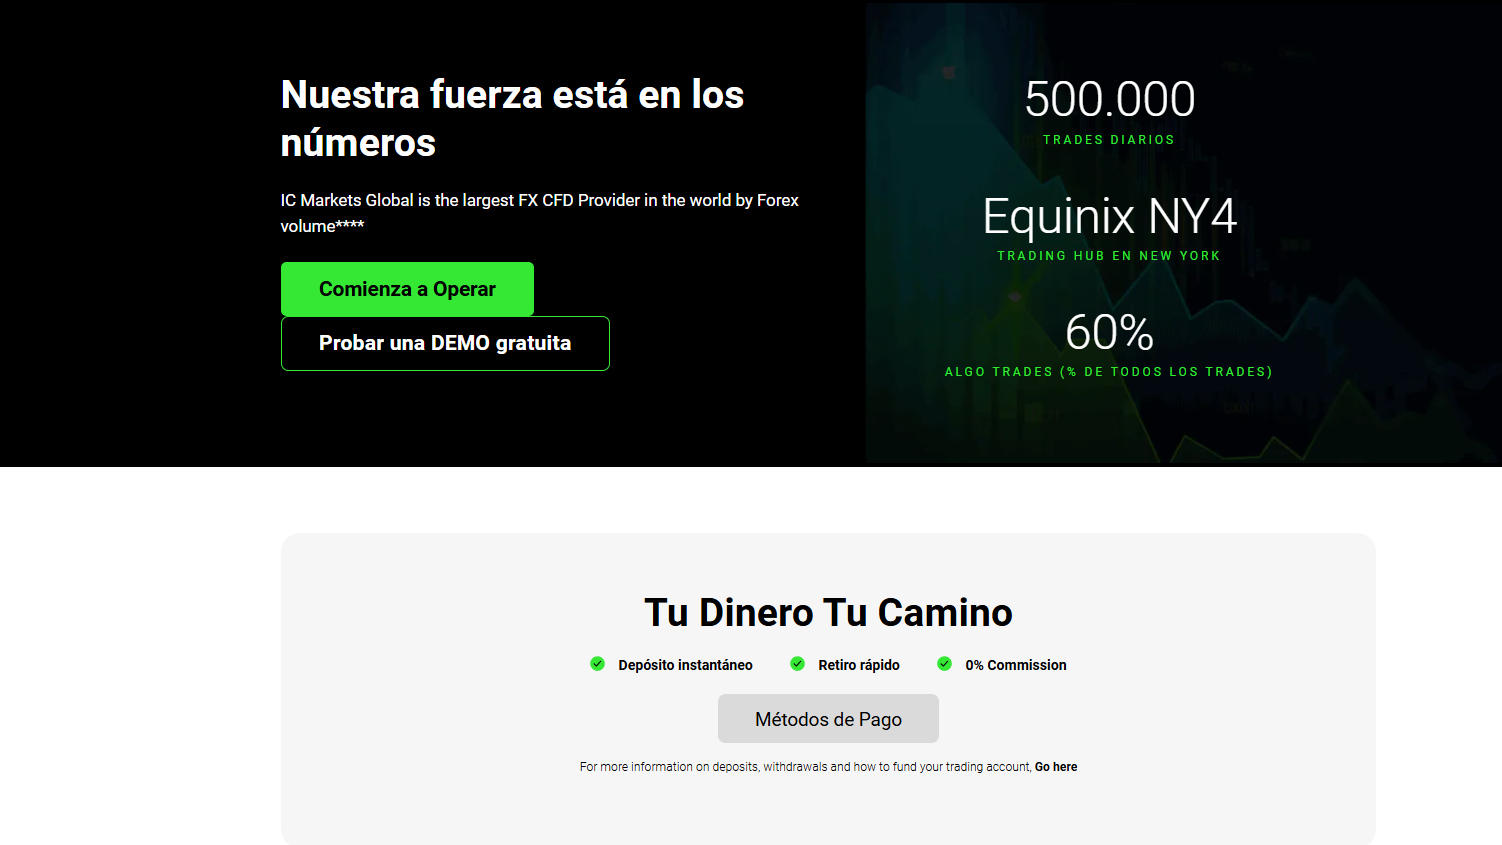 Nuestra fuerza está en los
números
IC Markets Global is the largest FX CFD Provider in the world by Forex
volume****
Comienza a Operar
Probar una DEMO gratuita
500.000
TRADES DIARIOS
Equinix NY4
TRADING HUB EN NEW YORK
60%
ALGO TRADES (% DE TODOS LOS TRADES)
Tu Dinero Tu Camino
Depósito instantáneo
Retiro rápido
0% Commission
Métodos de Pago
For more information on deposits, withdrawals and how to fund your trading account, Go here